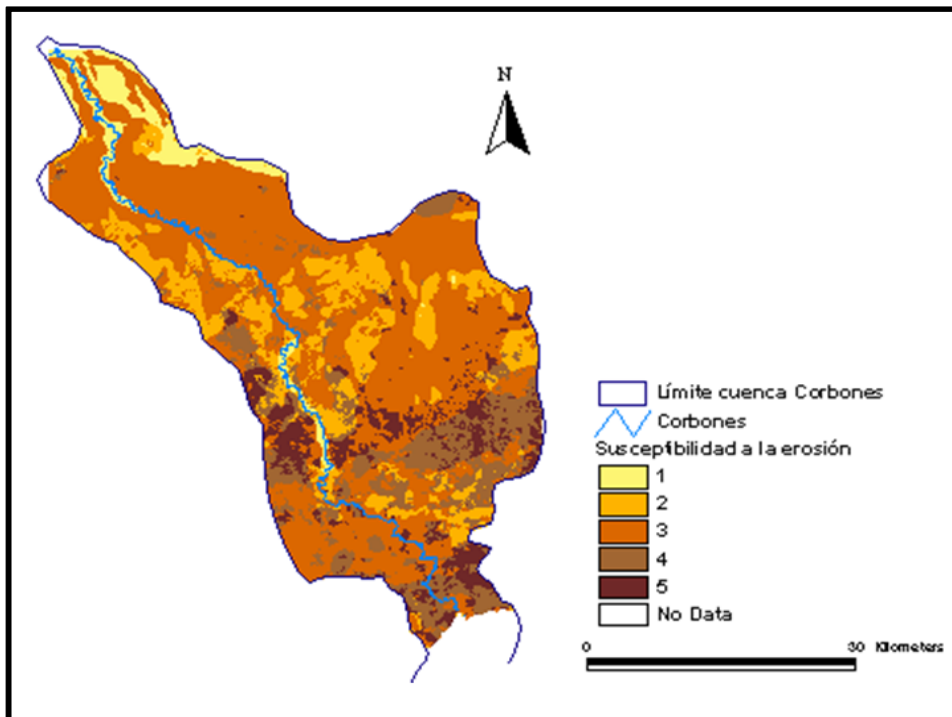 N
Límite cuenca Corbones
Corbones
Susceptibilidad a la erosión
1
2
3
4
5
No Data
0 30 Kilometers